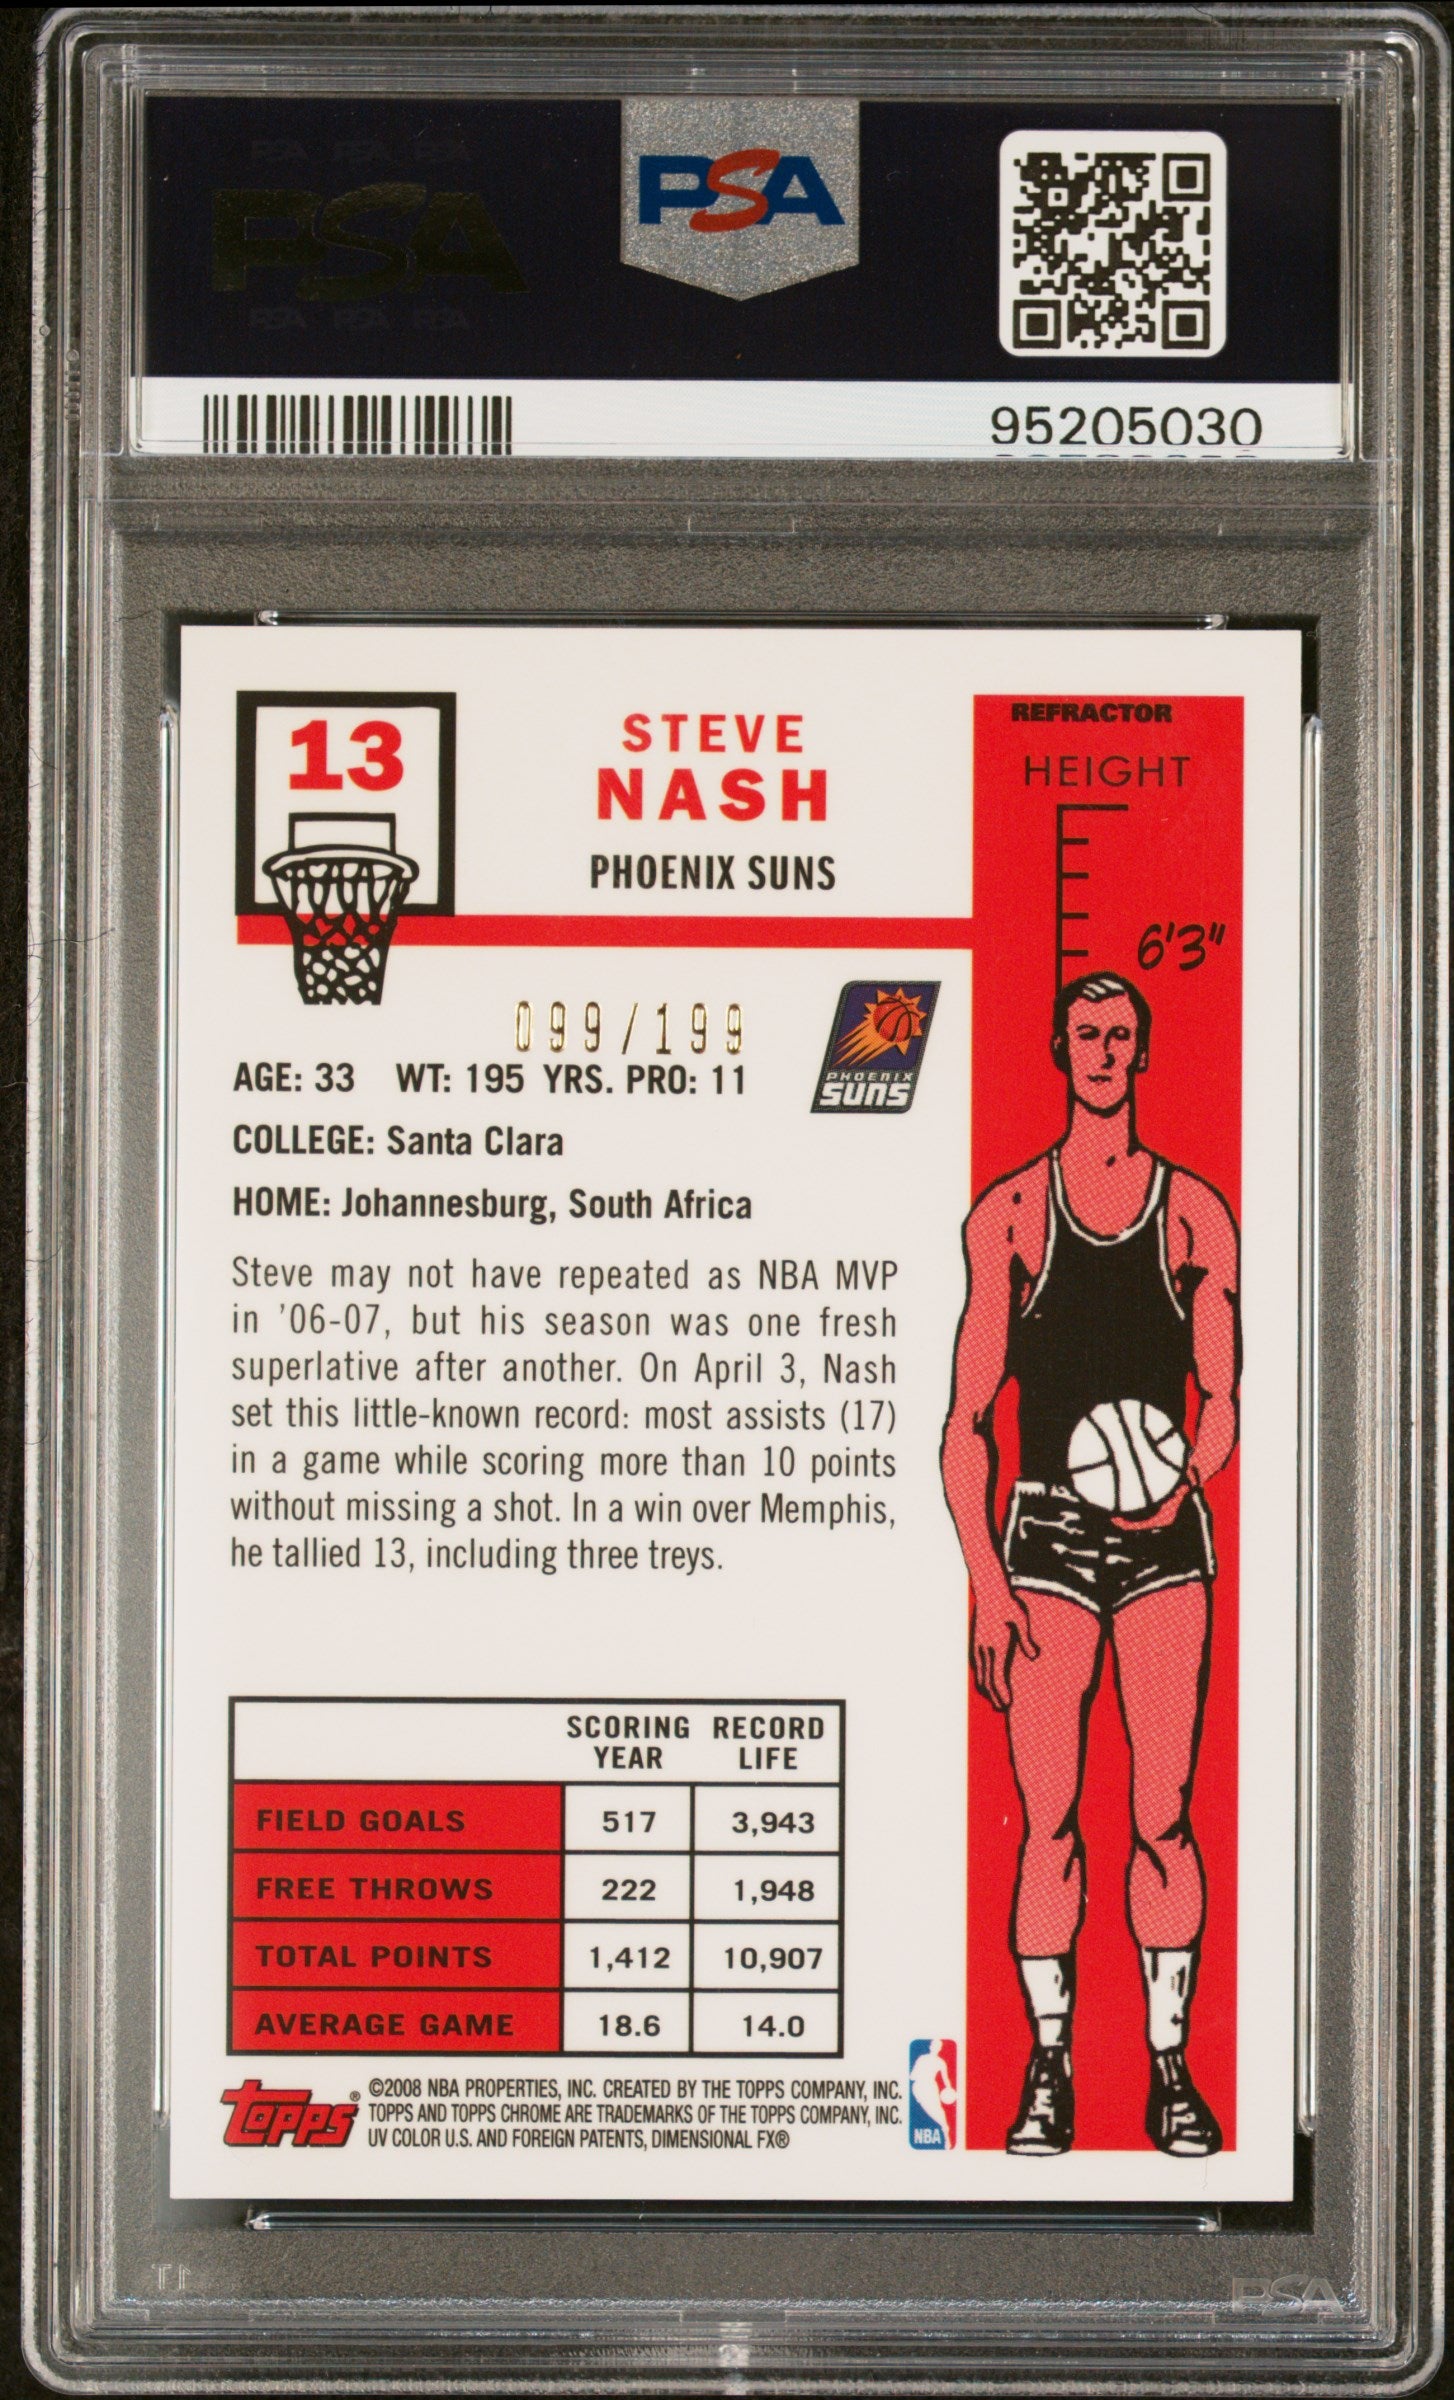 PSA PSA PSA
PSA
PSA PSA PSA
PSA
95205030
13
STEVE
NASH
PHOENIX SUNS
REFRACTOR
HEIGHT
6'3"
099/199
PHOENIX
SUNS
AGE: 33 WT: 195 YRS. PRO: 11
COLLEGE: Santa Clara
HOME: Johannesburg, South Africa
Steve may not have repeated as NBA MVP
in ’06-07, but his season was one fresh
superlative after another. On April 3, Nash
set this little-known record: most assists (17)
in a game while scoring more than 10 points
without missing a shot. In a win over Memphis,
he tallied 13, including three treys.
SCORING RECORD
YEAR LIFE
FIELD GOALS 517 3,943
FREE THROWS 222 1,948
TOTAL POINTS 1,412 10,907
AVERAGE GAME 18.6 14.0
Topps®
©2008 NBA PROPERTIES, INC. CREATED BY THE TOPPS COMPANY, INC.
TOPPS AND TOPPS CHROME ARE TRADEMARKS OF THE TOPPS COMPANY, INC.
UV COLOR U.S. AND FOREIGN PATENTS, DIMENSIONAL FX®
NBA
PSA